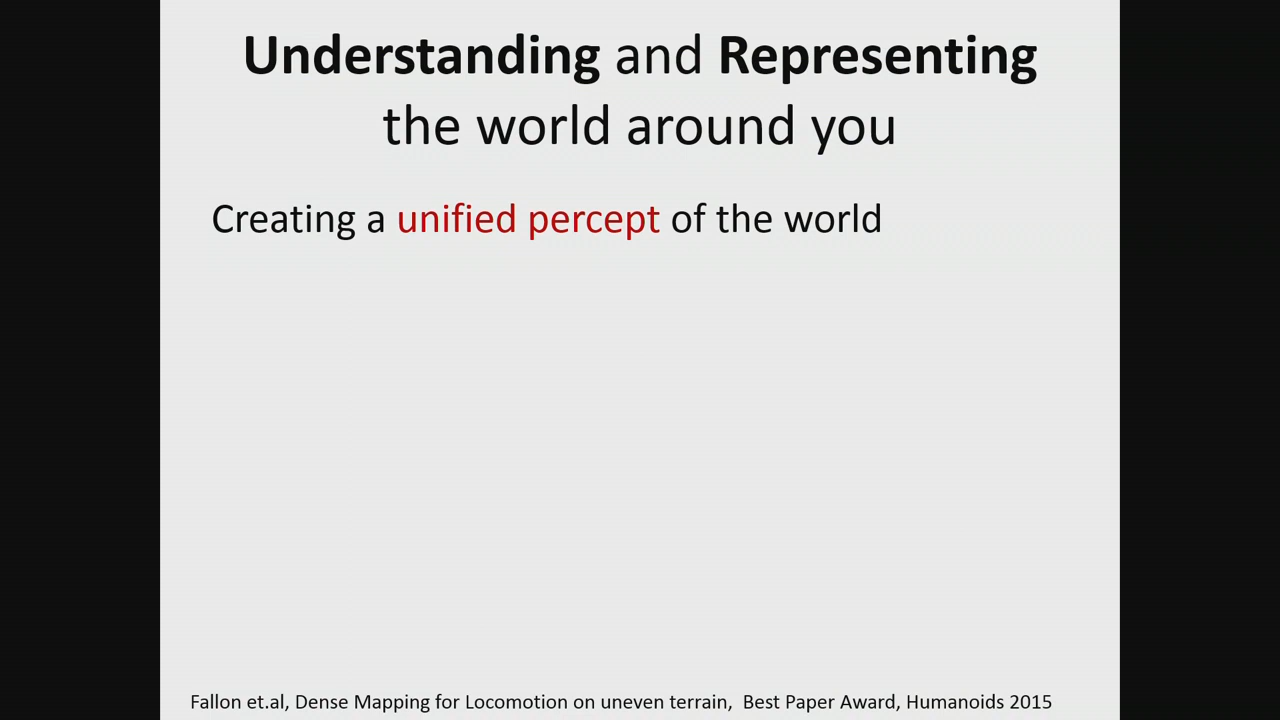 Understanding and Representing
the world around you
Creating a unified percept of the world
Fallon et.al, Dense Mapping for Locomotion on uneven terrain,  Best Paper Award, Humanoids 2015